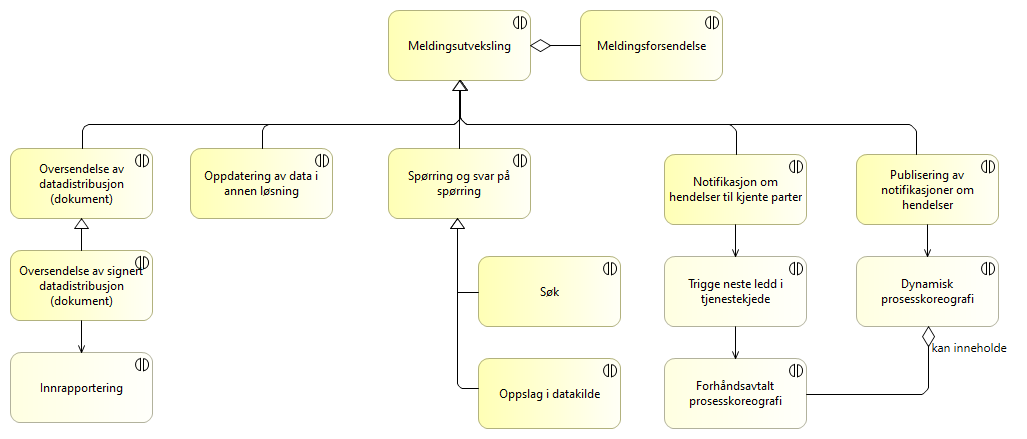 Meldingsutveksling
Meldingsforsendelse
Oversendelse av
datadistribusjon
(dokument)
Oppdatering av data i
annen løsning
Spørring og svar på
spørring
Notifikasjon om
hendelser til kjente parter
Publisering av
notifikasjoner om
hendelser
Oversendelse av signert
datadistribusjon
(dokument)
Søk
Trigge neste ledd i
tjenestekjede
Dynamisk
prosesskoreografi
kan inneholde
Innrapportering
Oppslag i datakilde
Forhåndsavtalt
prosesskoreografi